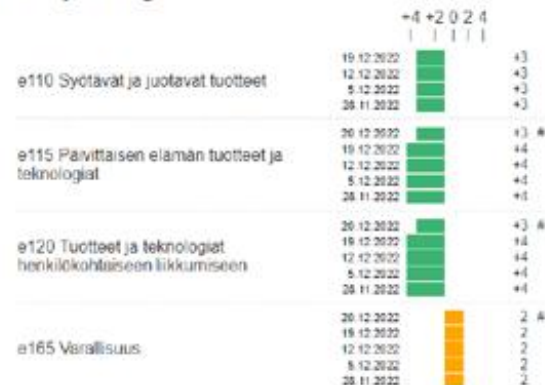 +4 +2 0 2 4
19.12.2022 +3
12.12.2022 +3
e110 Syötävät ja juotavat tuotteet
5.12.2022 +3
28.11.2022 +3
20.12.2022 +3
19.12.2022 +4
e115 Päivittäisen elämän tuotteet ja
teknologiat
12.12.2022 +4
5.12.2022 +4
28.11.2022 +4
20.12.2022 +3
19.12.2022 +4
e120 Tuotteet ja teknologiat
henkilökohtaiseen liikkumiseen
12.12.2022 +4
5.12.2022 +4
28.11.2022 +4
20.12.2022 2
19.12.2022 2
e165 Varallisuus
12.12.2022 2
5.12.2022 2
28.11.2022 2